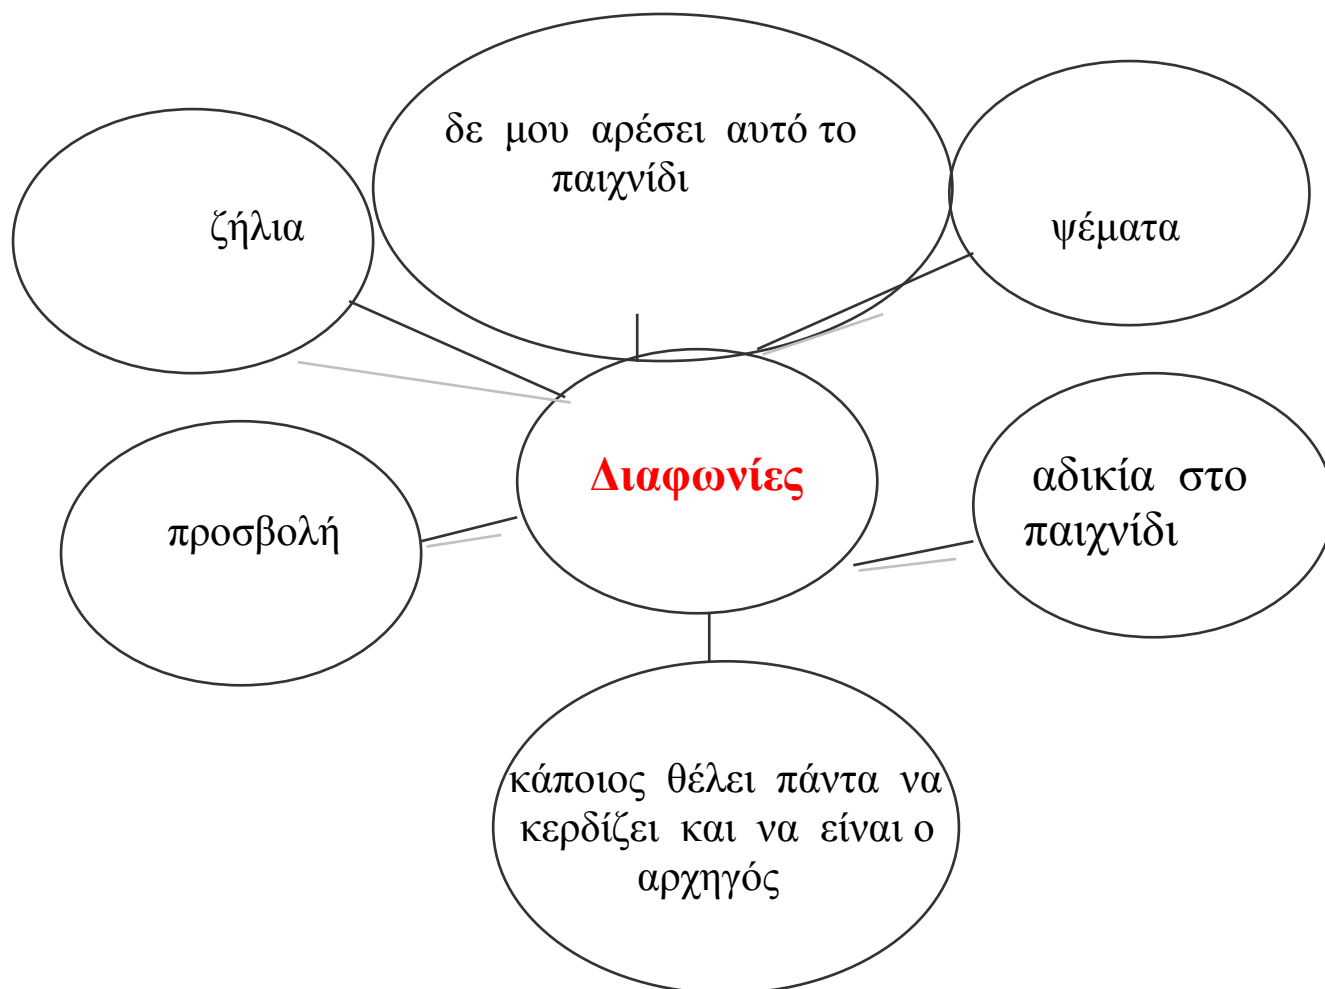 δε μου αρέσει αυτό το
παιχνίδι
ζήλια
ψέματα
Διαφωνίες
αδικία στο
παιχνίδι
προσβολή
κάποιος θέλει πάντα να
κερδίζει και να είναι ο
αρχηγός